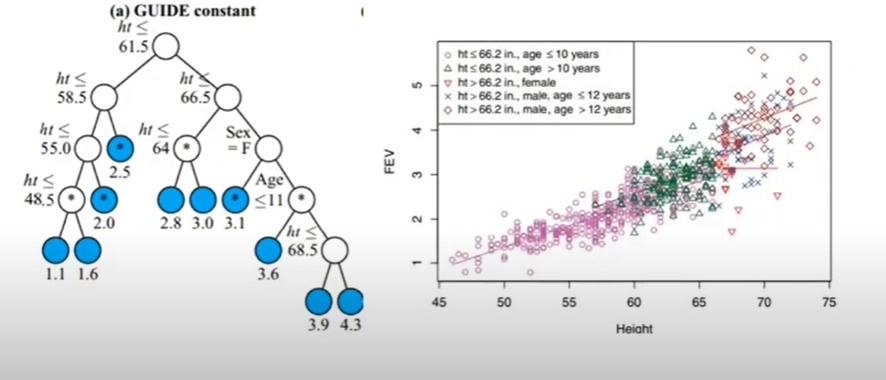 (a) GUIDE constant
ht ≤
61.5
ht ≤
58.5
ht ≤
66.5
ht ≤
55.0
*
2.5
ht ≤
64
*
Sex
= F
ht ≤
48.5
*
*
2.0
2.8
3.0
*
3.1
Age
≤11
*
1.1
1.6
3.6
ht ≤
68.5
3.9
4.3
ht ≤ 66.2 in., age ≤ 10 years
ht ≤ 66.2 in., age > 10 years
ht > 66.2 in., female
ht > 66.2 in., male, age ≤ 12 years
ht > 66.2 in., male, age > 12 years
FEV
5
4
3
2
1
45 50 55 60 65 70 75
Height